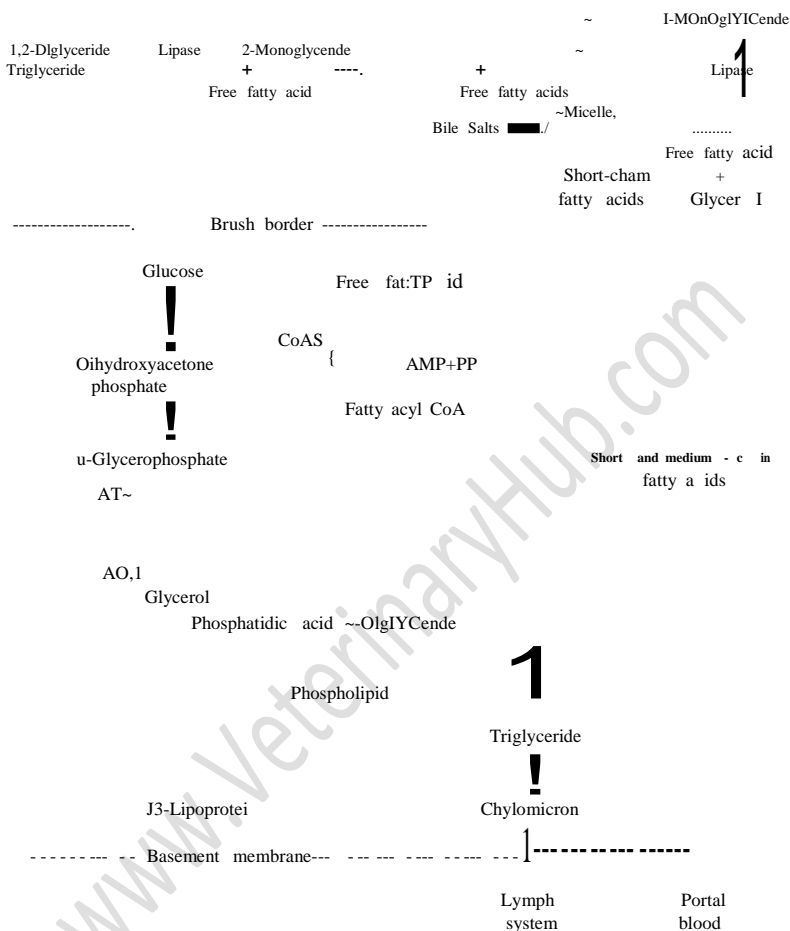 ~ I-MOnOglYICende
1,2-Dlglyceride Lipase 2-Monoglycende ~
Triglyceride + ----. + Lipase
Free fatty acid Free fatty acids
~Micelle,
Bile Salts ./
..........
Free fatty acid
Short-cham +
fatty acids Glycer I
-------------------. Brush border -----------------
Glucose
Free fat:TP id
!
CoAS
{ AMP+PP
Oihydroxyacetone
phosphate
Fatty acyl CoA
!
u-Glycerophosphate
Short and medium - c in
fatty a ids
AT~
AO,1
Glycerol
Phosphatidic acid ~-OlgIYCende
1
Phospholipid
Triglyceride
!
J3-Lipoprotei Chylomicron
- - - - - - --- -- Basement membrane--- --- --- ---- ----- --- 1--- -- --- --- -----
Lymph Portal
system blood
www.VeterinaryHub.com